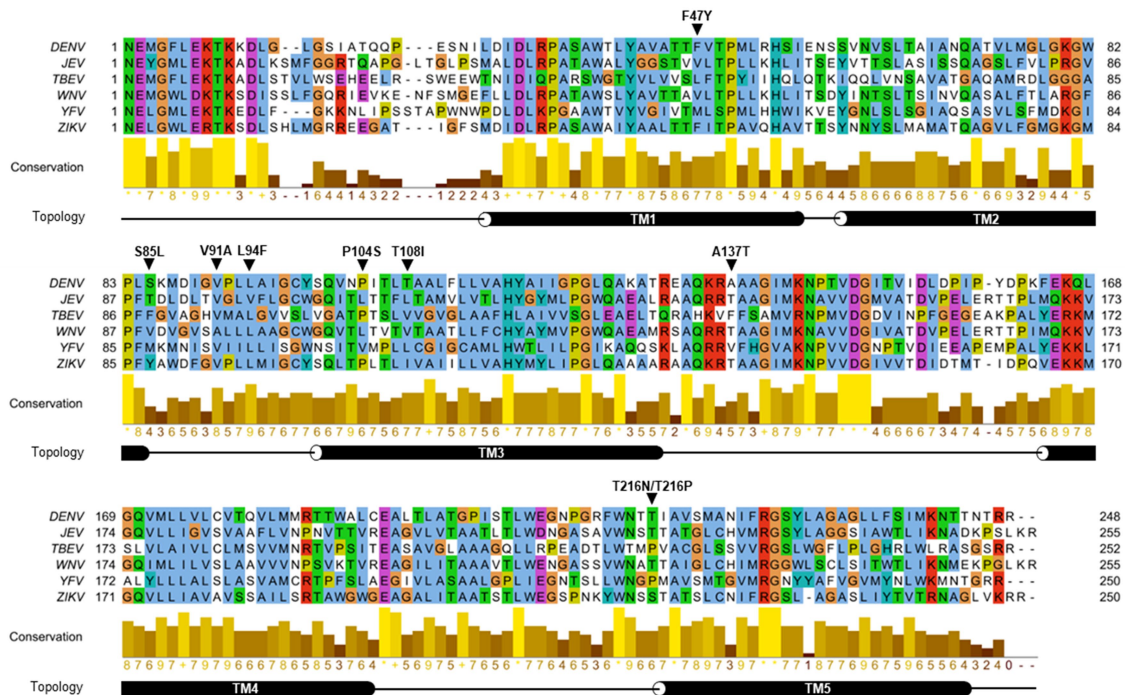 F47Y
DENV 1 NEMGFLEKTKKDLG--LGSIATQQP---ESNILDIDLRPASAWTLYAVATTFVTPMLRHSIENSSVNVSLTAIANQATVLMGLGKGW 82
JEV 1 NEYGMLEKTKADLKSMFGGRTQAPG-LTGLPSMALDLRPATAWALYGGSTVVLTPLLKHLITSEYVTTSLASISSQAGSLFVLPRGV 86
TBEV 1 NEMGFLEKTKADLSTVLWSEHEELR--SWEEWTNIDIQPARSWGTYVLVVSLFTPYIIHQLQTKIQQLVNSAVATGAQAMRDLGGGA 85
WNV 1 NEMGWLDKTKSDISSLFGQRIEVKE-NFSMGEFLLDLRPATAWSLYAVTTAVLTPLLKHLITSDYINTSLTSINVQASALFTLARGF 86
YFV 1 NELGMLEKTKEDLF---GKKNLIPSSTAPWNWPDLDLKPGAAWTVYVGIVTMLSPMLHHWIKVEYGNLSLSGIAQSASVLSFMDKGI 84
ZIKV 1 NELGWLERTKSDLSHLMGRREEGAT---IGFSMDIDLRPASAWAIYAALTTFITPAVQHAVTTSYNNYSLMAMATQAGVLFGMGKGM 84
Conservation
Topology TM1 TM2
S85L V91A L94F P104S T108I A137T
DENV 83 PLSKMDIGVPLLAIGCYSQVNPITLTAALFLLVAHYAIIGPGLQAKATREAQKRAAAGIMKNPTVDGITVIDLDPIP-YDPKFEKQL 168
JEV 87 PFTDLDLTVGLVFLGCWGQITLTTFLTAMVLVTLHYGYMLPGWQAEALRAAQRRTAAGIMKNAVVDGMVATDVPELERTTPLMQKKV 173
TBEV 86 PFFGVAGHVMALGVVSLVGATPTSLVVGVGLAAFHLAIVVSGLEAELTQRAHKVFFSAMVRNPMVDGDVINPFGEGEAKPALYERKM 172
WNV 87 PFVDVGVSALLLAAGCWGQVTLTVTVTAATLLFCHYAYMVPGWQAEAMRSAQRRTAAGIMKNAVVDGIVATDVPELERTTPIMQKKV 173
YFV 85 PFMKMNISVIILLISGWNSITVMPLLCGIGCAMLHWTLILPGIKAQQSKLAQRRVFHGVAKNPVVDGNPTVDIEEAPEMPALYEKKL 171
ZIKV 85 PFYAWDFGVPLLMIGCYSQLTPLTLIVAIILLVAHYMYLIPGLQAAAARAAQKRTAAGIMKNPVVDGIVVTDIDTMT-IDPQVEKKM 170
Conservation
Topology TM3
T216N/T216P
DENV 169 GQVMLLVLCVTQVLMMRTTWALCEALTLATGPISTLWEGNPGRFWNTTIAVSMANIFRGSYLAGAGLLFSIMKNTTNTRR-- 248
JEV 174 GQVLLIGVSVAAFLVNPNVTTVREAGVLVTAATLTLWDNGASAVWNSTTATGLCHVMRGSYLAGGSIAWTLIKNADKPSLKR 255
TBEV 173 SLVLAIVLCLMSVVMNRTVPSITEASAVGLAAAGQLLRPEADTLWTMPVACGLSSVVRGSLWGFLPLGHRLWLRASGSRR-- 252
WNV 174 GQIMLILVSLAAVVVNPSVKTVREAGILITAAAVTLWENGASSVWNATTAIGLCHIMRGGWLSCLSITWTLIKNMEKPGLKR 255
YFV 172 ALYLLLALSLASVAMCRTPFSLAEGIVLASAALGPLIEGNTSLLWNGPMAVSMTGVMRGNYYAFVGVMYNLWKMNTGRR--- 250
ZIKV 171 GQVLLIAVAVSSAILSRTAWGWGEAGALITAATSTLWEGSPNKYWNSSTATSLCNIFRGSYL-AGASLIYTVTRNAGLVKRR- 250
Conservation
Topology TM4 TM5